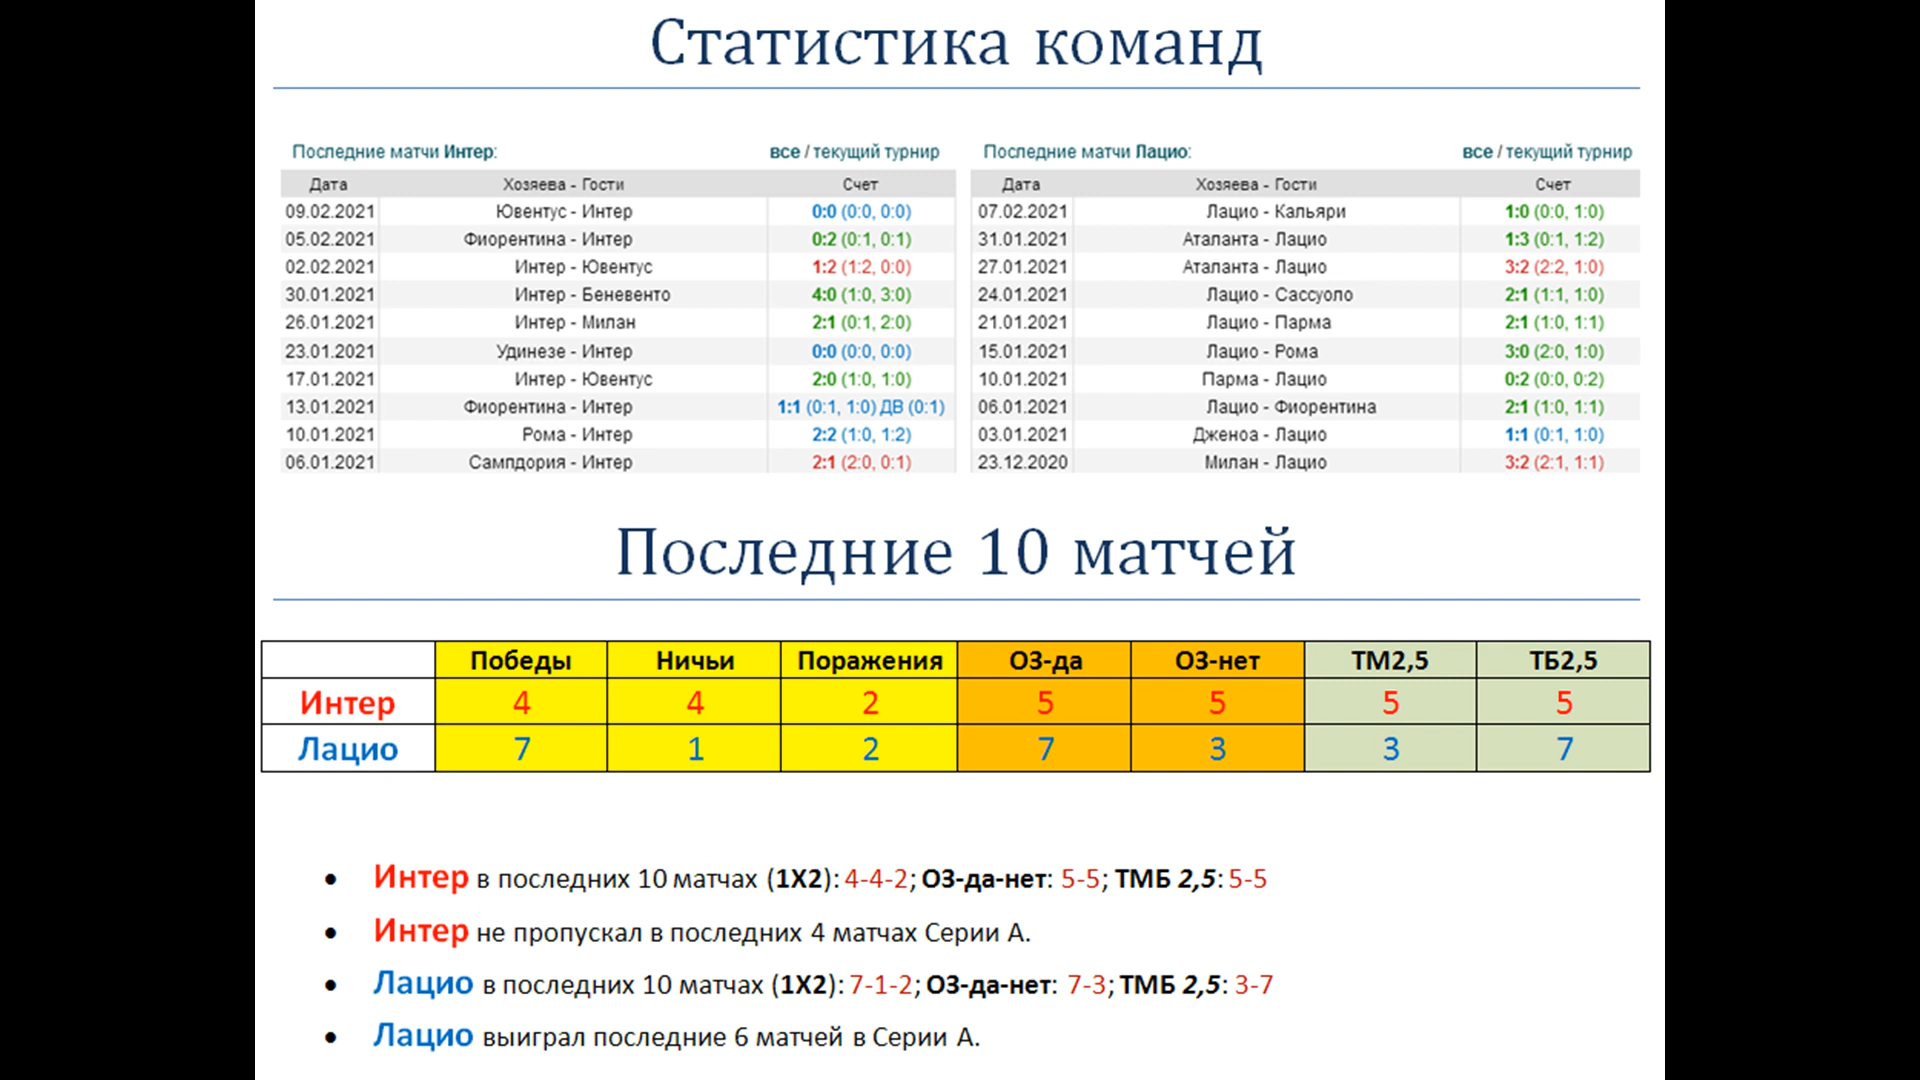 Статистика команд
Последние матчи Интер: все / текущий турнир
Дата Хозяева - Гости Счет
09.02.2021 Ювентус - Интер 0:0 (0:0, 0:0)
05.02.2021 Фиорентина - Интер 0:2 (0:1, 0:1)
02.02.2021 Интер - Ювентус 1:2 (1:2, 0:0)
30.01.2021 Интер - Беневенто 4:0 (1:0, 3:0)
26.01.2021 Интер - Милан 2:1 (0:1, 2:0)
23.01.2021 Удинезе - Интер 0:0 (0:0, 0:0)
17.01.2021 Интер - Ювентус 2:0 (1:0, 1:0)
13.01.2021 Фиорентина - Интер 1:1 (0:1, 1:0) ДВ (0:1)
10.01.2021 Рома - Интер 2:2 (1:0, 1:2)
06.01.2021 Сампдория - Интер 2:1 (2:0, 0:1)
Последние матчи Лацио: все / текущий турнир
Дата Хозяева - Гости Счет
07.02.2021 Лацио - Кальяри 1:0 (0:0, 1:0)
31.01.2021 Аталанта - Лацио 1:3 (0:1, 1:2)
27.01.2021 Аталанта - Лацио 3:2 (2:2, 1:0)
24.01.2021 Лацио - Сассуоло 2:1 (1:1, 1:0)
21.01.2021 Лацио - Парма 2:1 (1:0, 1:1)
15.01.2021 Лацио - Рома 3:0 (2:0, 1:0)
10.01.2021 Парма - Лацио 0:2 (0:0, 0:2)
06.01.2021 Лацио - Фиорентина 2:1 (1:0, 1:1)
03.01.2021 Дженоа - Лацио 1:1 (0:1, 1:0)
23.12.2020 Милан - Лацио 3:2 (2:1, 1:1)
Последние 10 матчей
Победы Ничьи Поражения ОЗ-да ОЗ-нет ТМ2,5 ТБ2,5
Интер 4 4 2 5 5 5 5
Лацио 7 1 2 7 3 3 7
• Интер в последних 10 матчах (1Х2): 4-4-2; ОЗ-да-нет: 5-5; ТМБ 2,5: 5-5
• Интер не пропускал в последних 4 матчах Серии А.
• Лацио в последних 10 матчах (1Х2): 7-1-2; ОЗ-да-нет: 7-3; ТМБ 2,5: 3-7
• Лацио выиграл последние 6 матчей в Серии А.